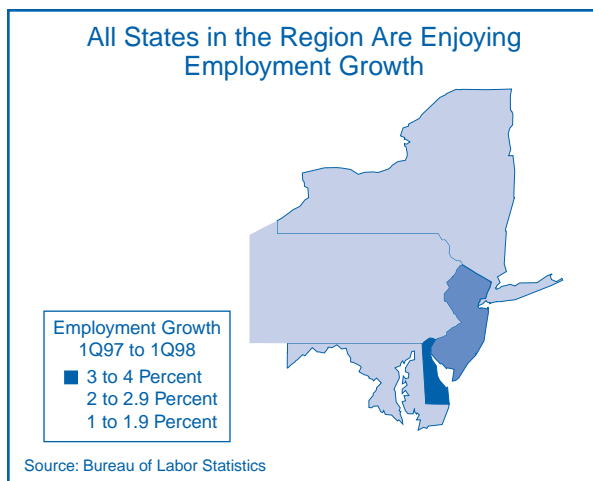 All States in the Region Are Enjoying
Employment Growth
Employment Growth
1Q97 to 1Q98
3 to 4 Percent
2 to 2.9 Percent
1 to 1.9 Percent
Source: Bureau of Labor Statistics